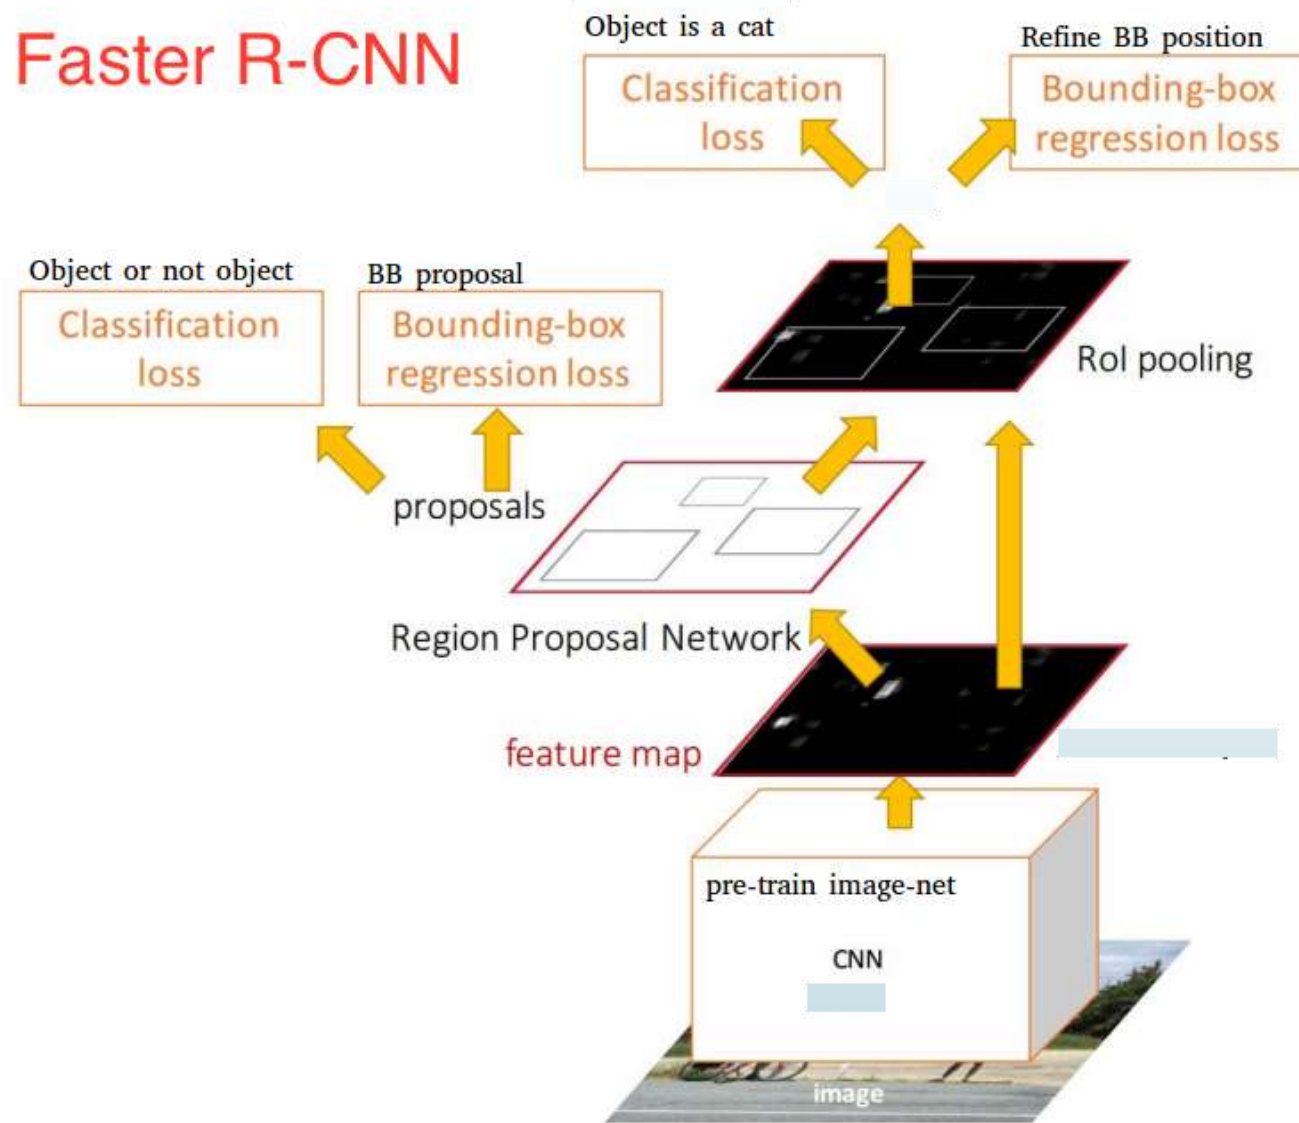 Faster R-CNN
Object is a cat
Classification
loss
Refine BB position
Bounding-box
regression loss
Object or not object
Classification
loss
BB proposal
Bounding-box
regression loss
RoI pooling
proposals
Region Proposal Network
feature map
pre-train image-net
CNN
image